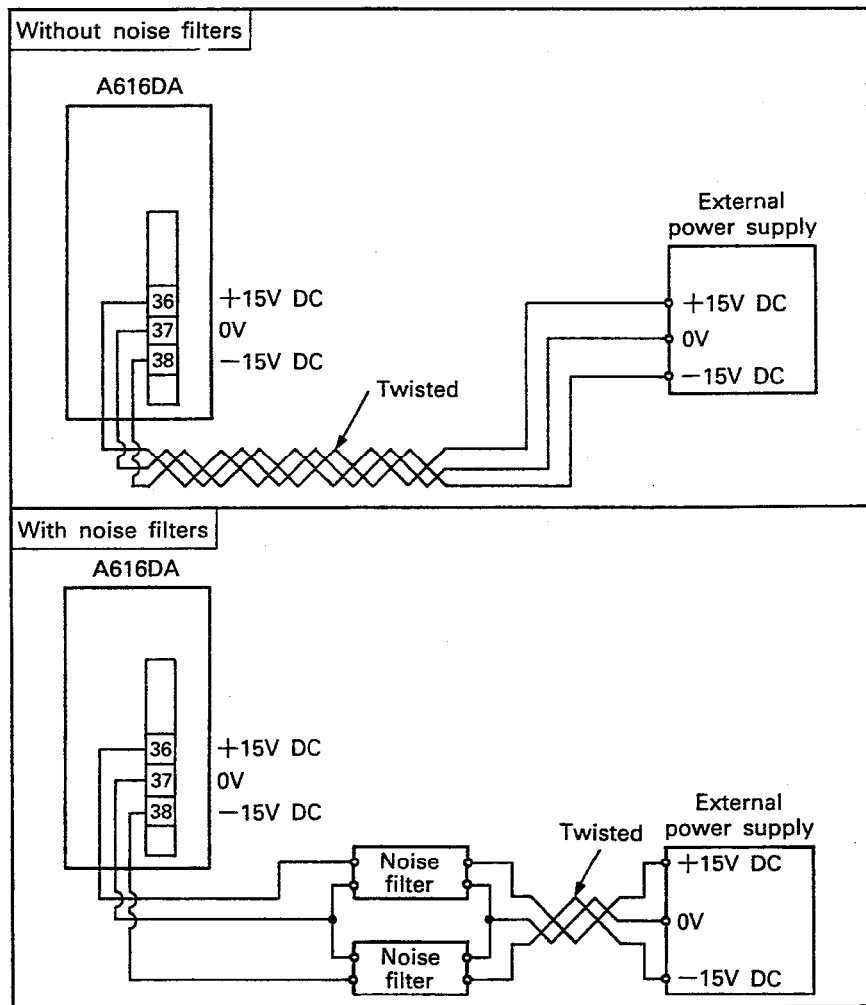 Without noise filters
A616DA
External
power supply
36
+15V DC
+15V DC
37
0V
0V
38
−15V DC
−15V DC
Twisted
With noise filters
A616DA
36
+15V DC
37
0V
38
−15V DC
External
power supply
Twisted
Noise
filter
+15V DC
0V
Noise
filter
−15V DC